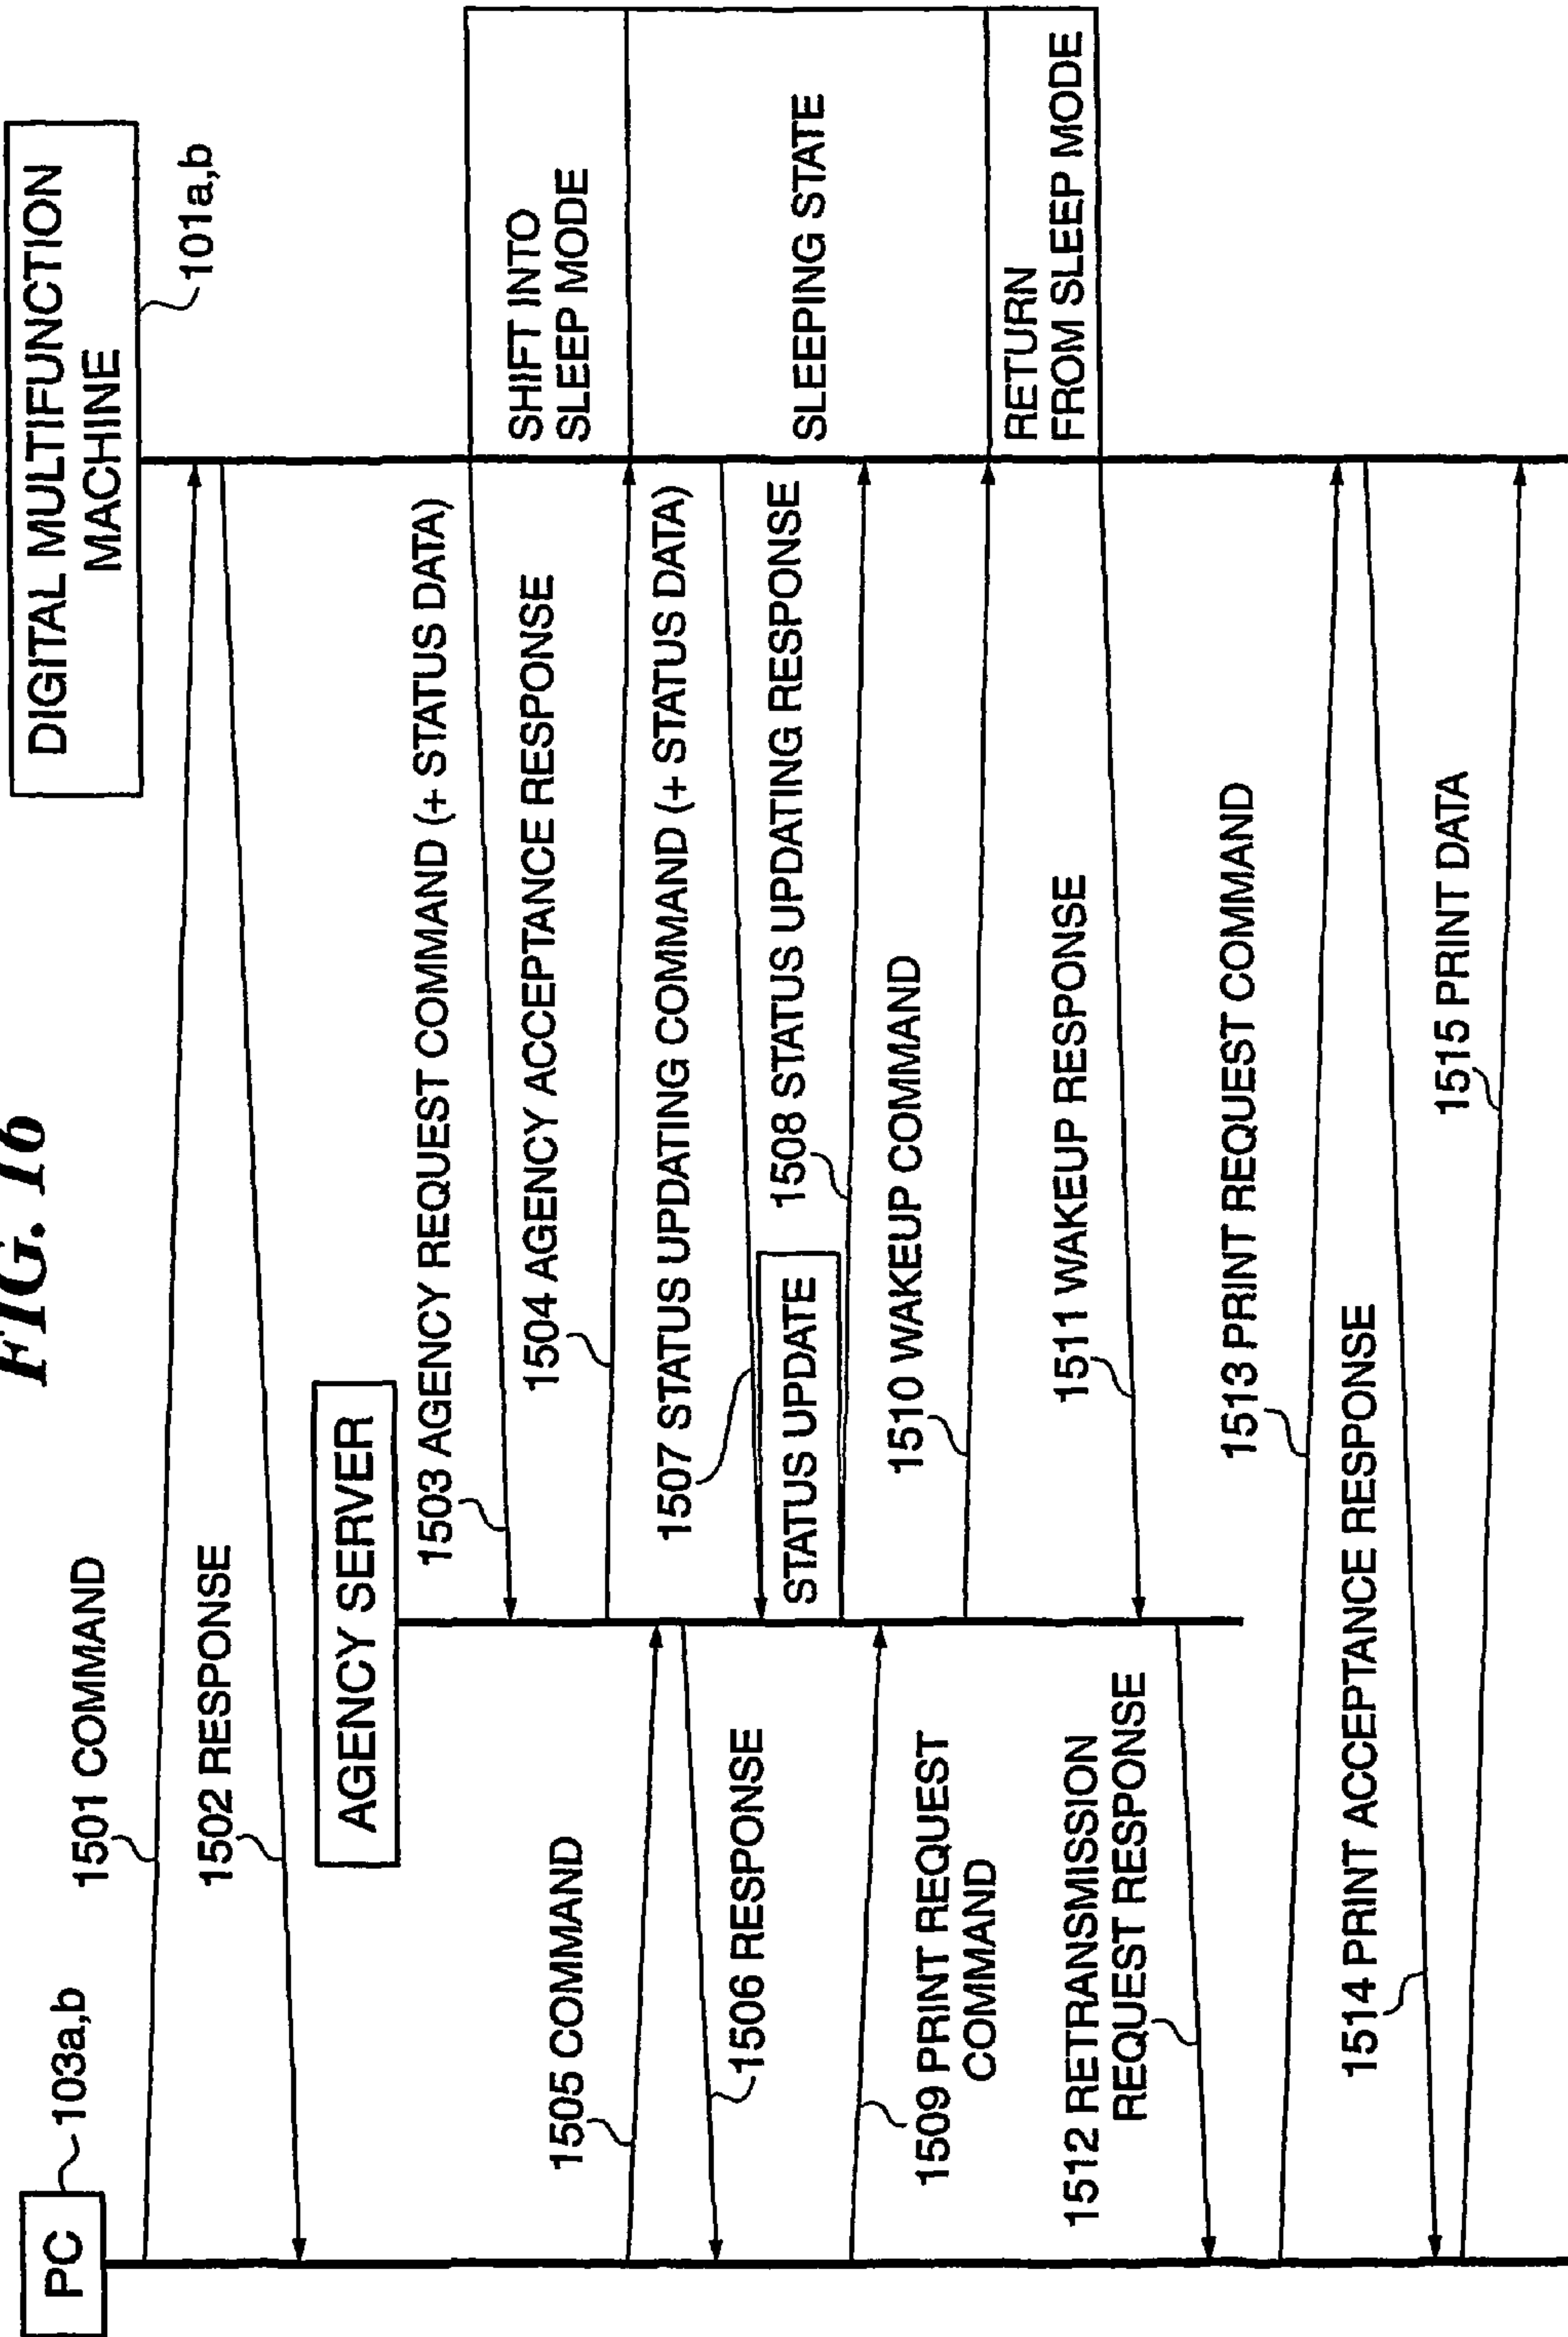 FIG. 16
PC
103a,b
DIGITAL MULTIFUNCTION
MACHINE
101a,b
1501 COMMAND
1502 RESPONSE
AGENCY SERVER
1503 AGENCY REQUEST COMMAND (+ STATUS DATA)
SHIFT INTO
SLEEP MODE
1504 AGENCY ACCEPTANCE RESPONSE
1505 COMMAND
1506 RESPONSE
1507 STATUS UPDATING COMMAND (+ STATUS DATA)
STATUS UPDATE
1508 STATUS UPDATING RESPONSE
SLEEPING STATE
1509 PRINT REQUEST
COMMAND
1510 WAKEUP COMMAND
RETURN
FROM SLEEP MODE
1511 WAKEUP RESPONSE
1512 RETRANSMISSION
REQUEST RESPONSE
1513 PRINT REQUEST COMMAND
1514 PRINT ACCEPTANCE RESPONSE
1515 PRINT DATA